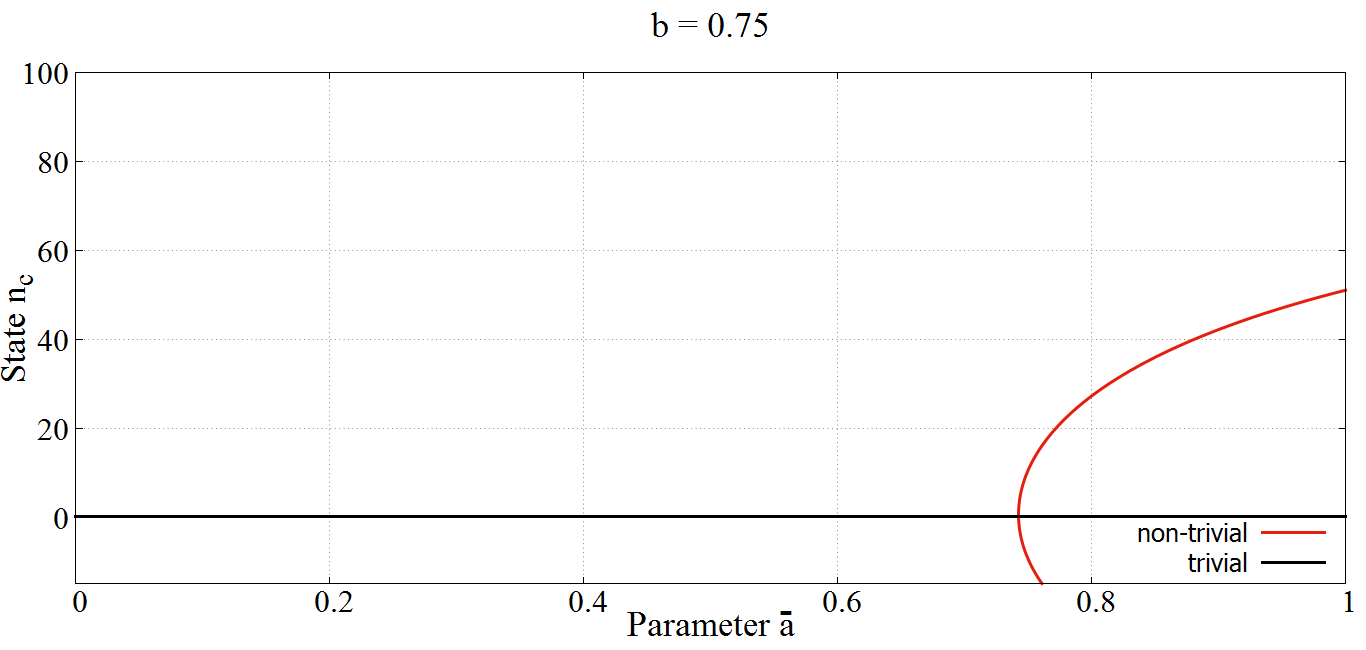 b = 0.75
100
80
60
40
20
0
State n_c
non-trivial
trivial
0 0.2 0.4 0.6 0.8 1
Parameter ā